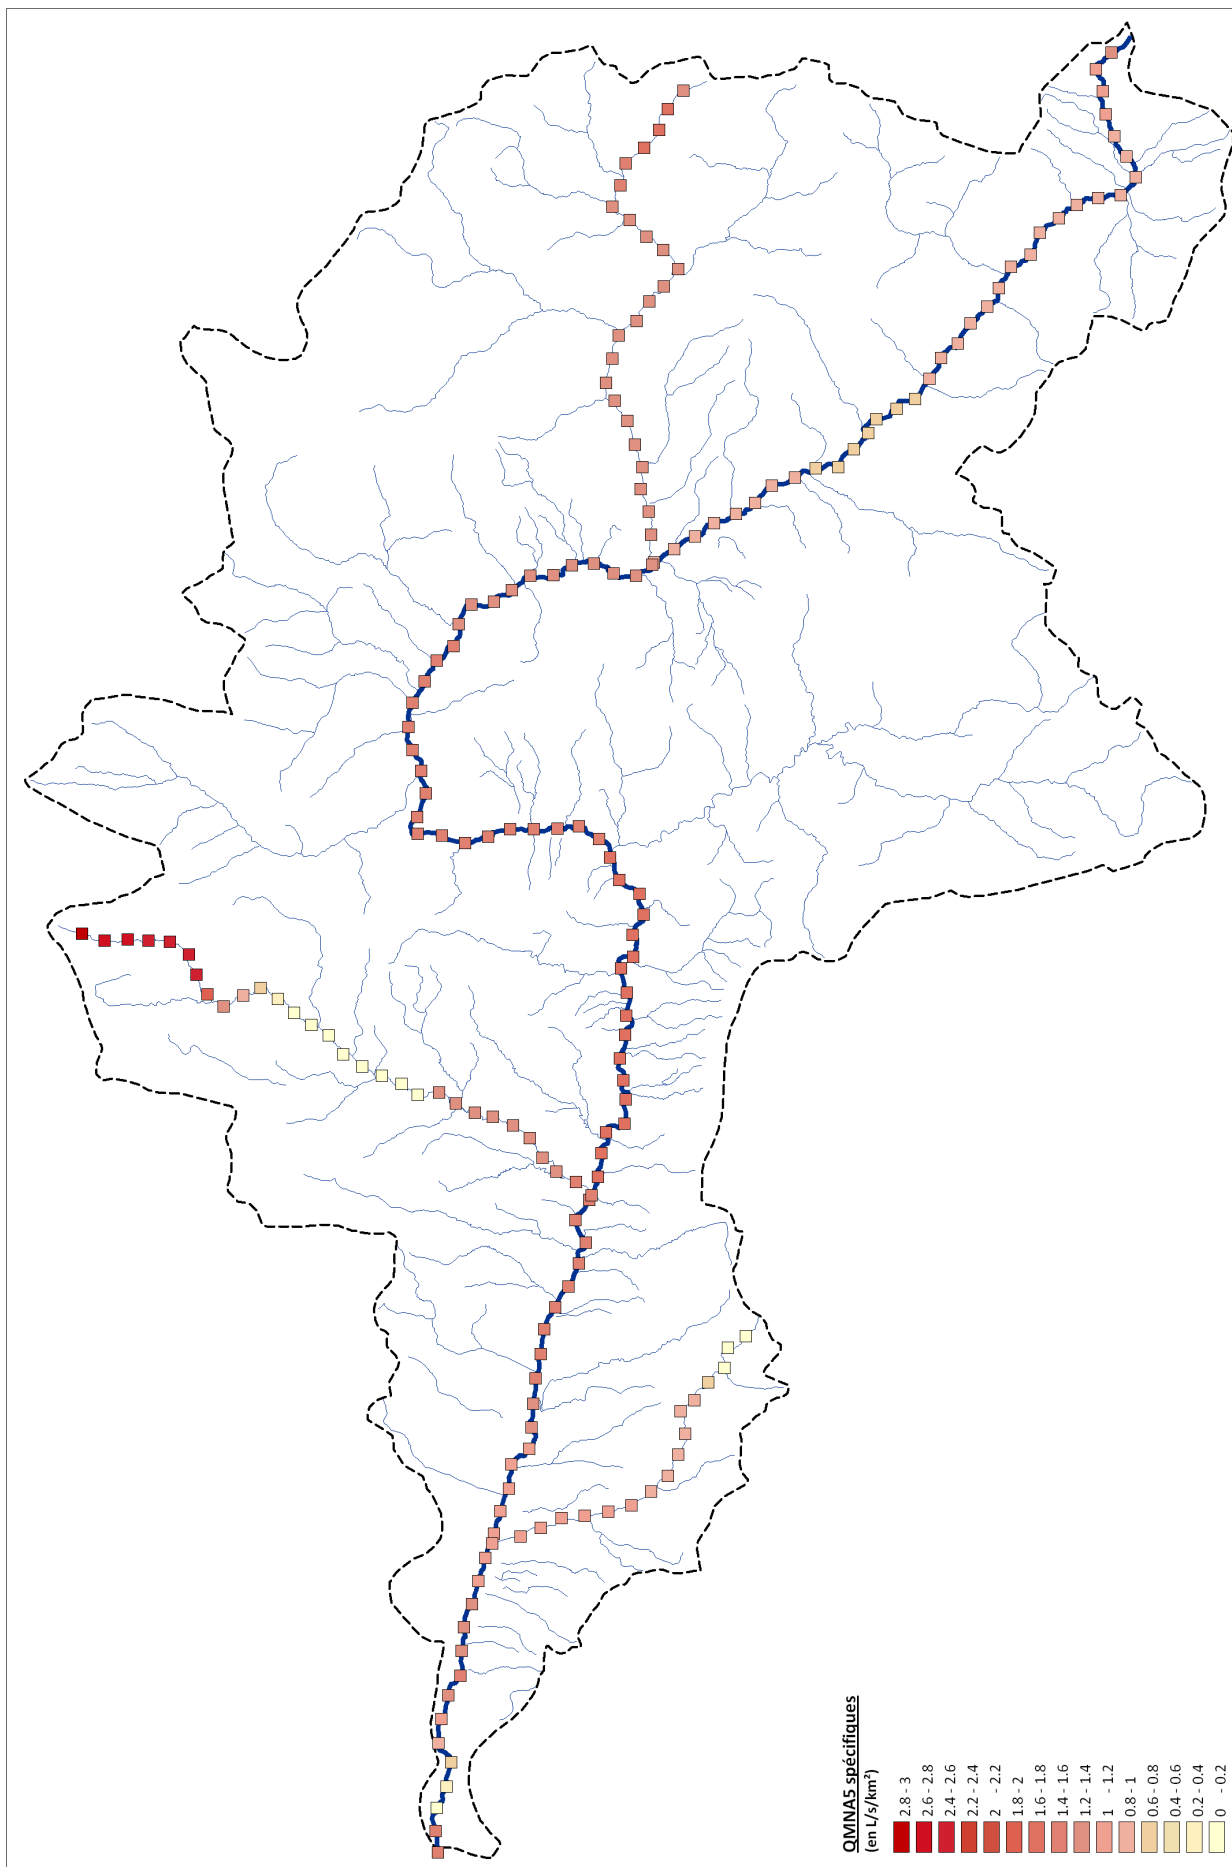 QMNA5 spécifiques
(en L/s/km²)
2.8 - 3
2.6 - 2.8
2.4 - 2.6
2.2 - 2.4
2 - 2.2
1.8 - 2
1.6 - 1.8
1.4 - 1.6
1.2 - 1.4
1 - 1.2
0.8 - 1
0.6 - 0.8
0.4 - 0.6
0.2 - 0.4
0 - 0.2